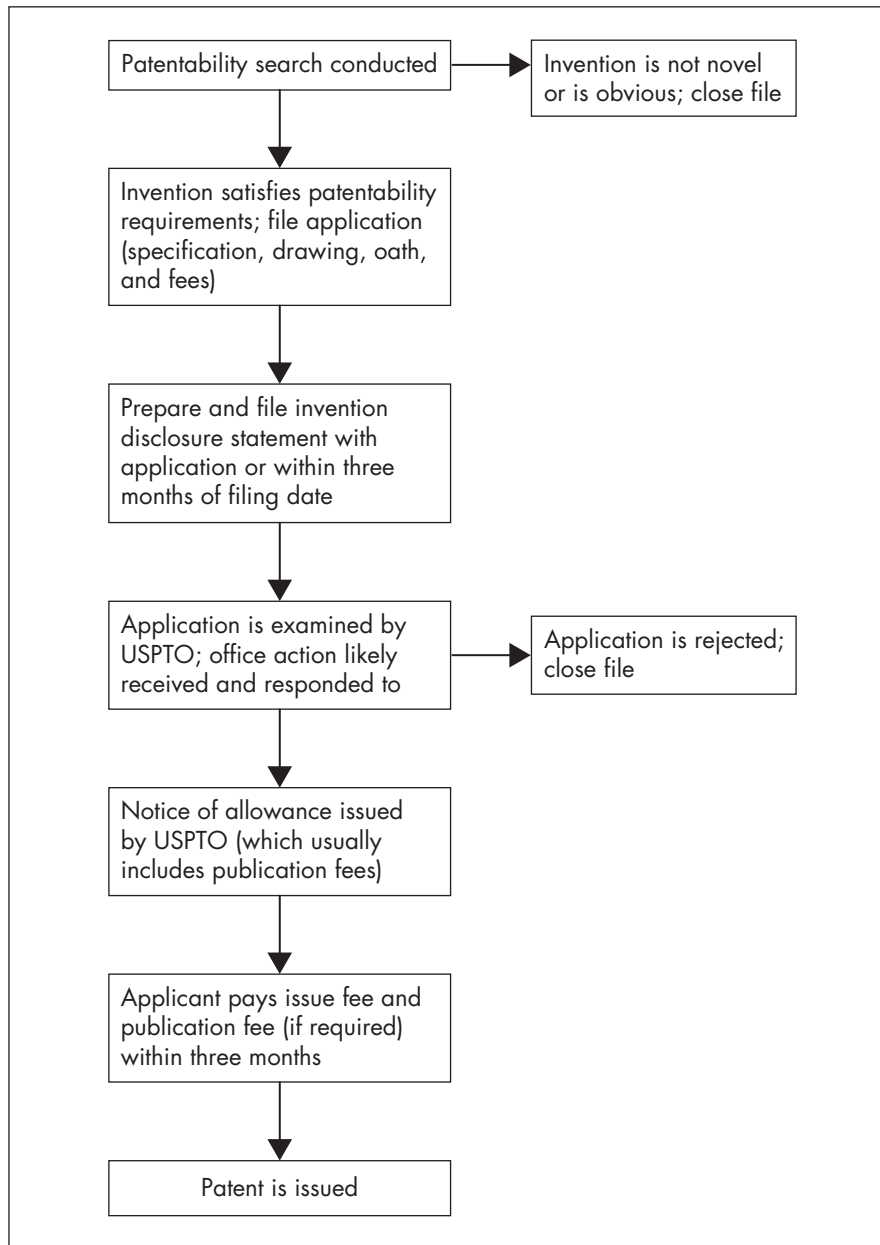 Patentability search conducted
Invention is not novel
or is obvious; close file
Invention satisfies patentability
requirements; file application
(specification, drawing, oath,
and fees)
Prepare and file invention
disclosure statement with
application or within three
months of filing date
Application is examined by
USPTO; office action likely
received and responded to
Application is rejected;
close file
Notice of allowance issued
by USPTO (which usually
includes publication fees)
Applicant pays issue fee and
publication fee (if required)
within three months
Patent is issued